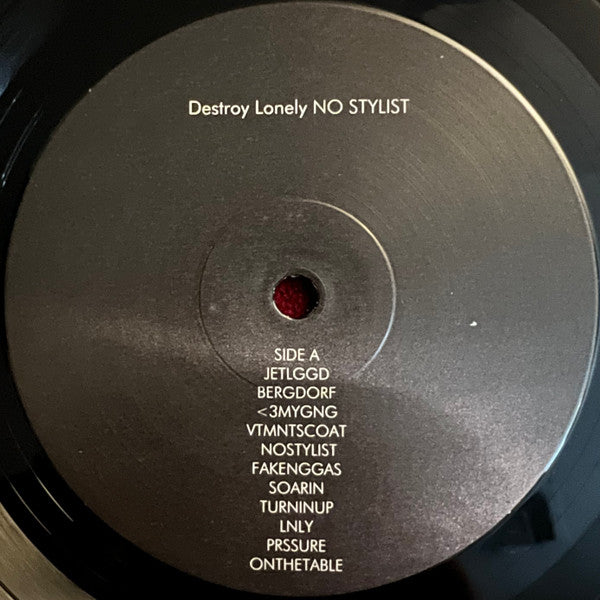 Destroy Lonely NO STYLIST
SIDE A
JETLGGD
BERGDORF
<3MYGNG
VTMNTSCOAT
NOSTYLIST
FAKENGGAS
SOARIN
TURNINUP
LNLY
PRSSURE
ONTHETABLE